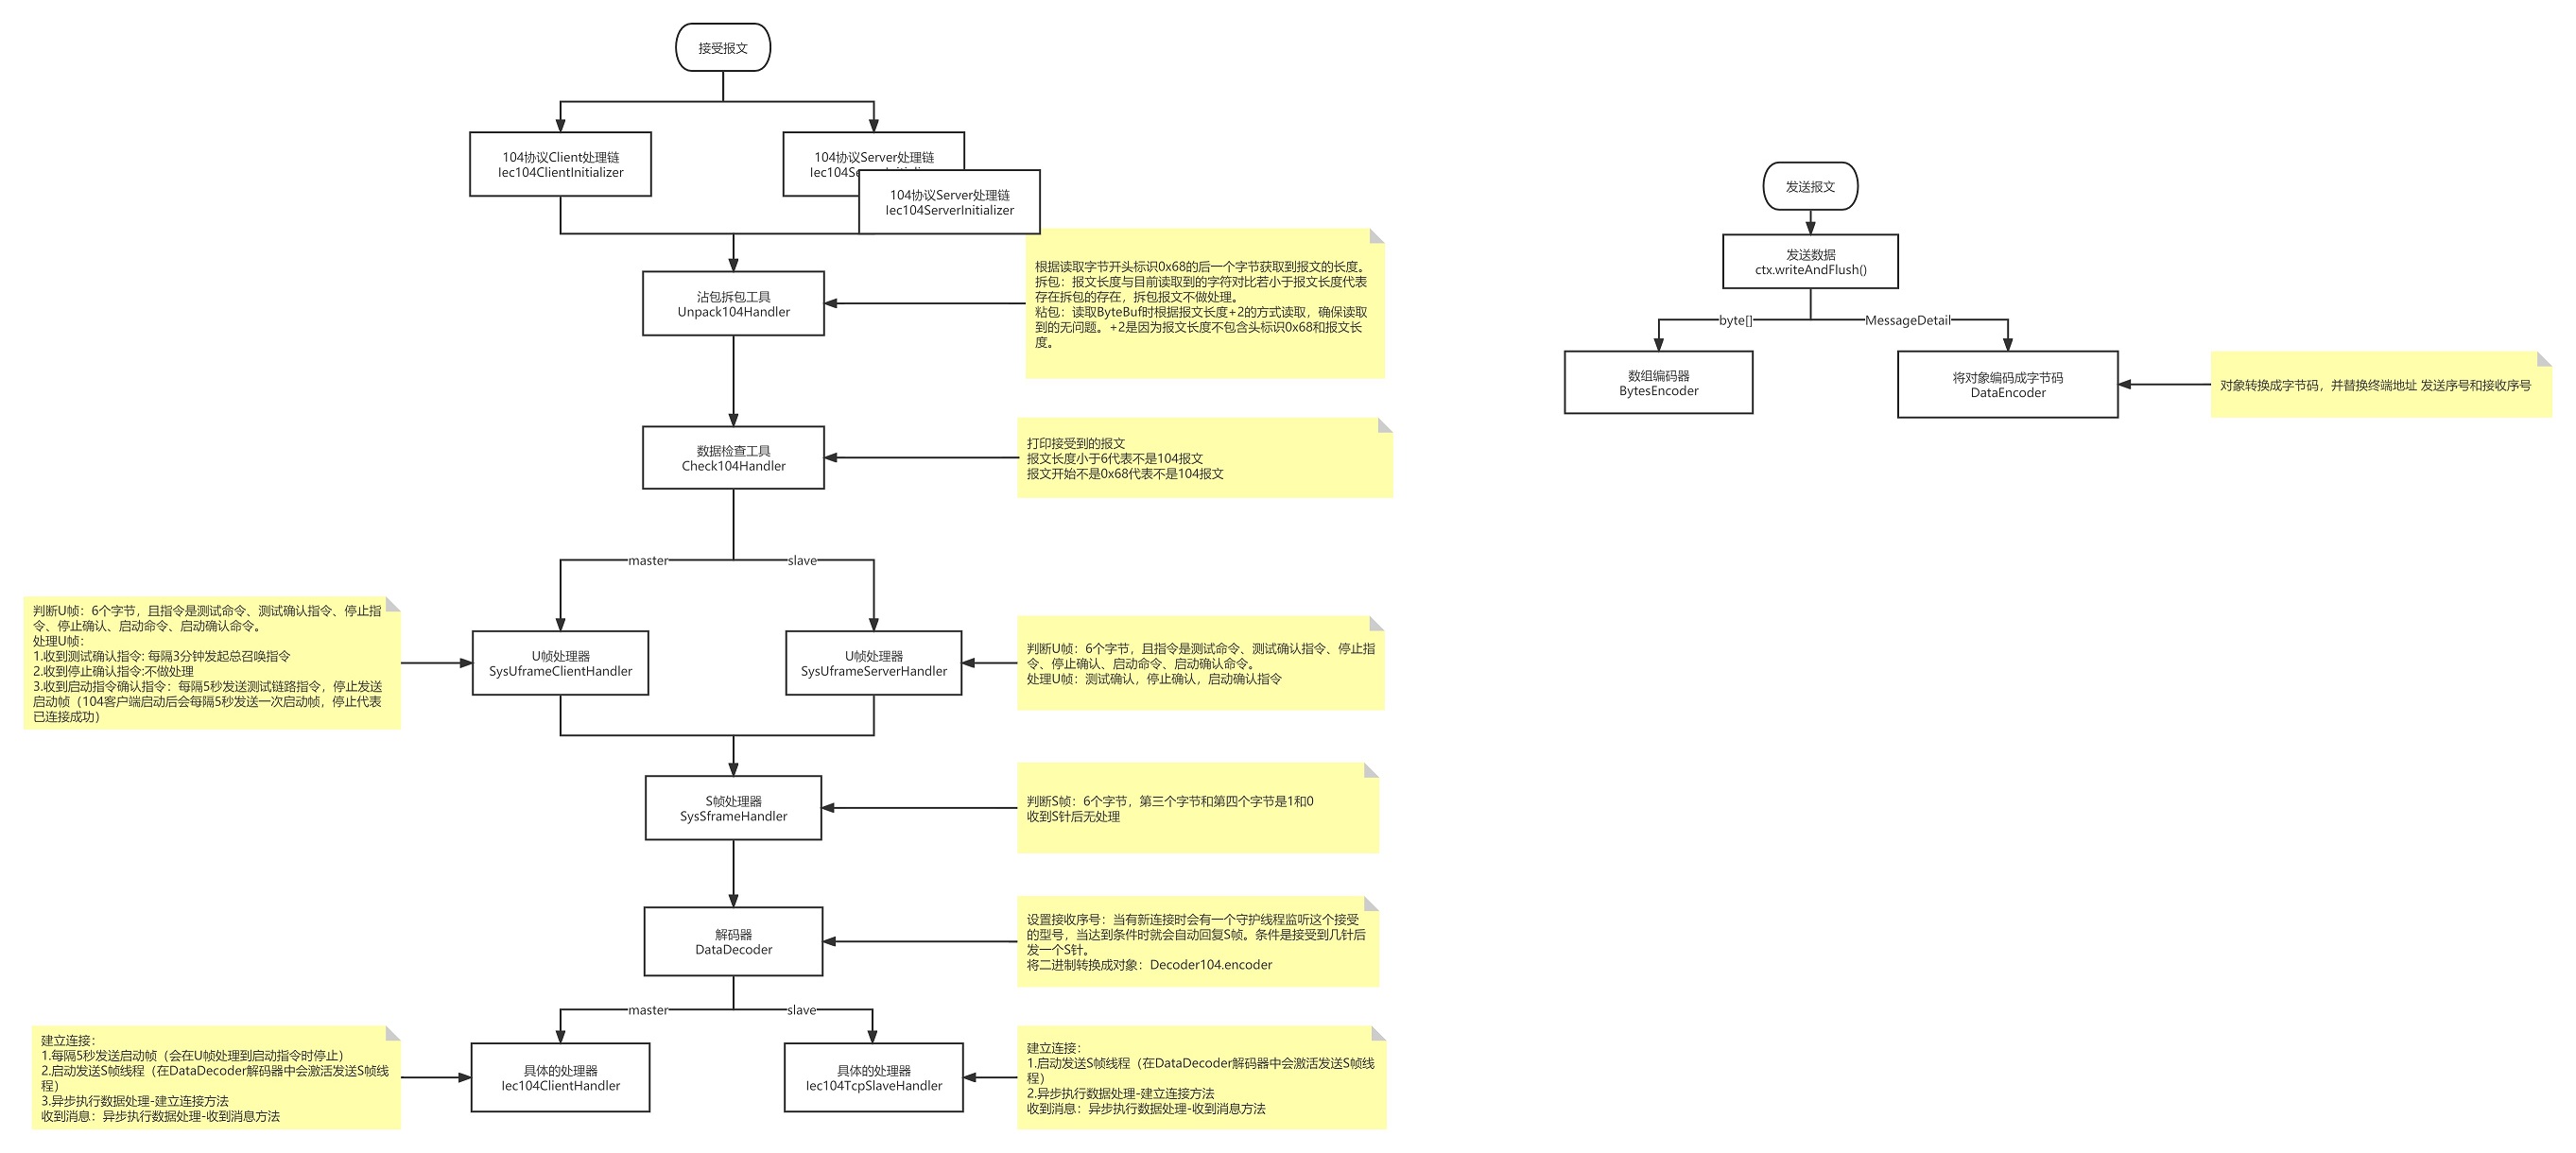 接受报文
104协议Client处理链
Iec104ClientInitializer
104协议Server处理链
104协议Server处理链
Iec104ServerInitializer
沾包拆包工具
Unpack104Handler
根据读取字节开头标识0x68的后一个字节获取到报文的长度。
拆包：报文长度与目前读取到的字符对比若小于报文长度代表
存在拆包的存在，拆包报文不做处理。
粘包：读取ByteBuf时根据报文长度+2的方式读取，确保读取
到的无问题。+2是因为报文长度不包含头标识0x68和报文长
度。
数据检查工具
Check104Handler
打印接受到的报文
报文长度小于6代表不是104报文
报文开始不是0x68代表不是104报文
master
slave
判断U帧：6个字节，且指令是测试命令、测试确认指令、停止指
令、停止确认、启动命令、启动确认命令。
处理U帧：
1.收到测试确认指令: 每隔3分钟发起总召唤指令
2.收到停止确认指令:不做处理
3.收到启动指令确认指令：每隔5秒发送测试链路指令，停止发送
启动帧（104客户端启动后会每隔5秒发送一次启动帧，停止代表
已连接成功）
U帧处理器
SysUframeClientHandler
U帧处理器
SysUframeServerHandler
判断U帧：6个字节，且指令是测试命令、测试确认指令、停止指
令、停止确认、启动命令、启动确认命令。
处理U帧：测试确认，停止确认，启动确认指令
S帧处理器
SysSframeHandler
判断S帧：6个字节，第三个字节和第四个字节是1和0
收到S针后无处理
解码器
DataDecoder
设置接收序号：当有新连接时会有一个守护线程监听这个接受
的型号，当达到条件时就会自动回复S帧。条件是接受到几针后
发一个S针。
将二进制转换成对象：Decoder104.encoder
master
slave
建立连接：
1.每隔5秒发送启动帧（会在U帧处理到启动指令时停止）
2.启动发送S帧线程（在DataDecoder解码器中会激活发送S帧线
程）
3.异步执行数据处理-建立连接方法
收到消息：异步执行数据处理-收到消息方法
具体的处理器
Iec104ClientHandler
具体的处理器
Iec104TcpSlaveHandler
建立连接：
1.启动发送S帧线程（在DataDecoder解码器中会激活发送S帧线
程）
2.异步执行数据处理-建立连接方法
收到消息：异步执行数据处理-收到消息方法
发送报文
发送数据
ctx.writeAndFlush()
byte[]
MessageDetail
数组编码器
BytesEncoder
将对象编码成字节码
DataEncoder
对象转换成字节码，并替换终端地址 发送序号和接收序号